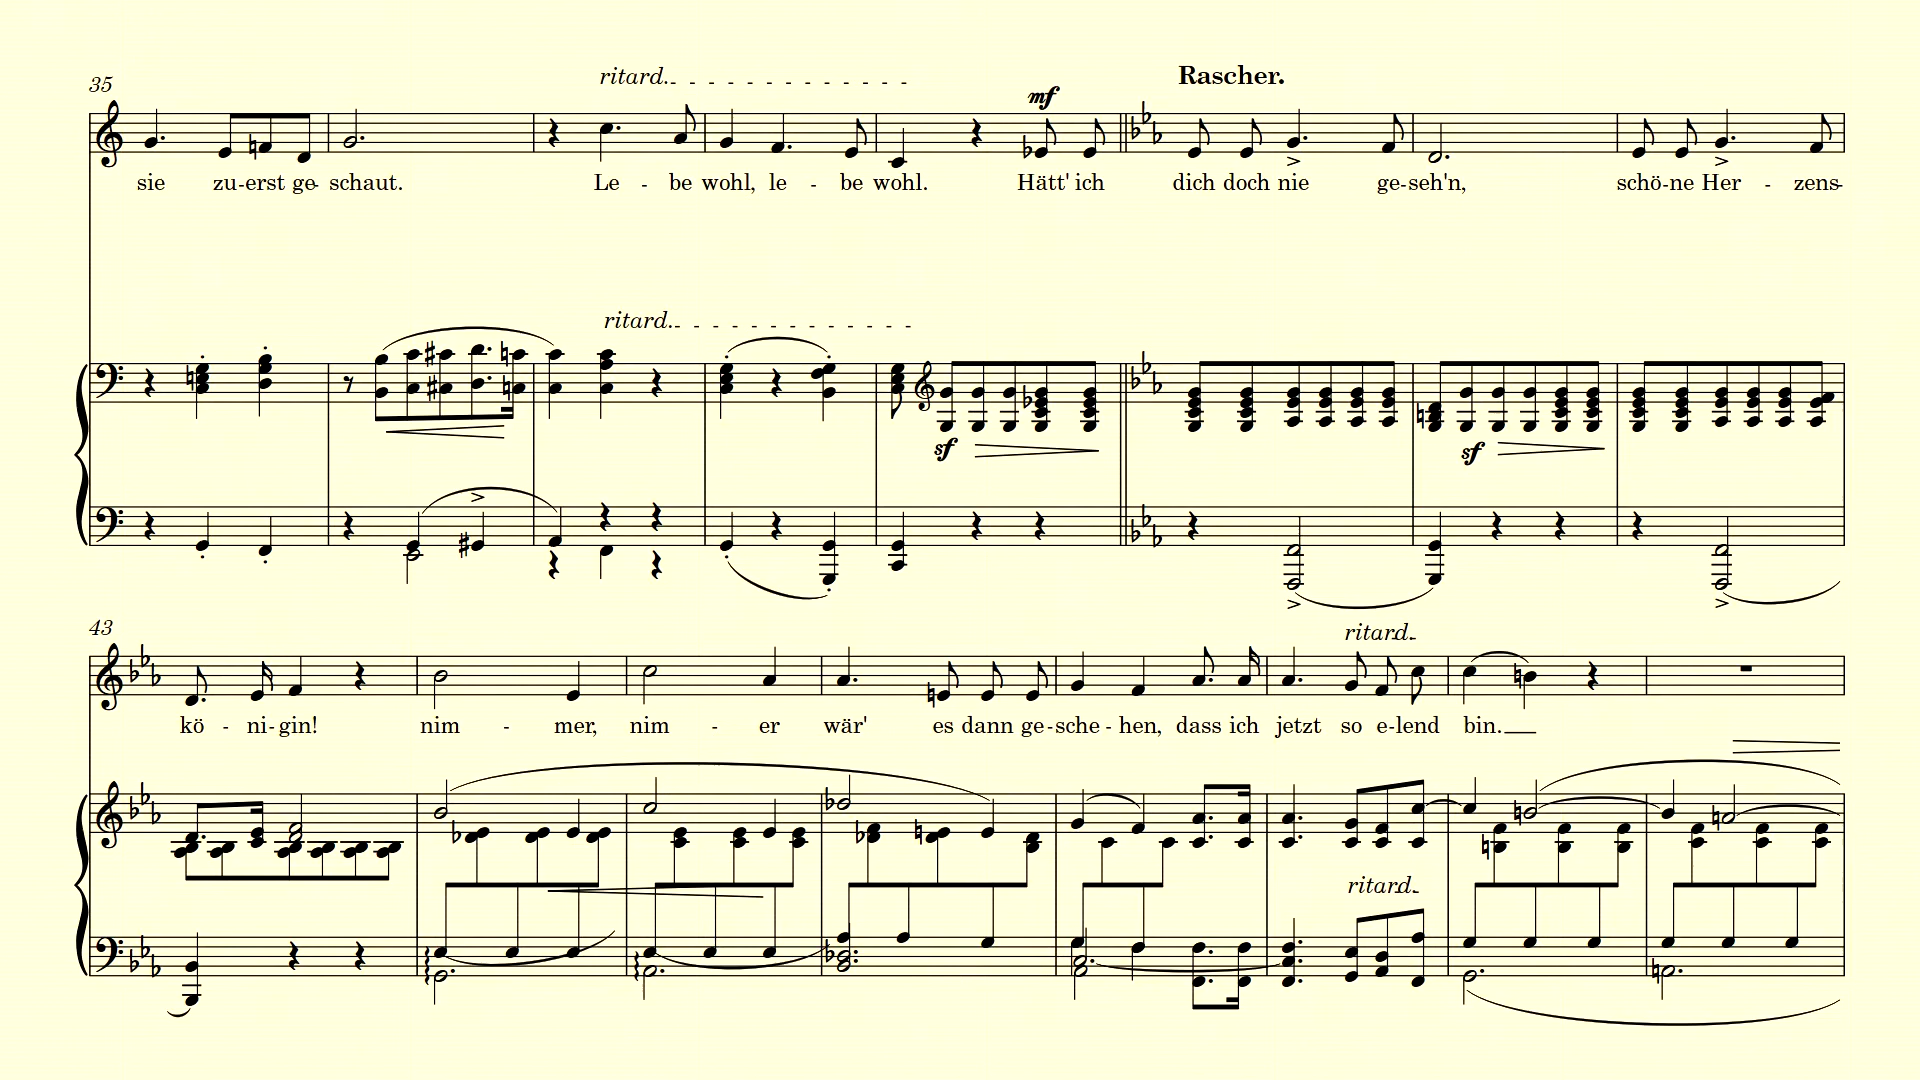 35
ritard.
Rascher.
mf
sie zu-erst ge- schaut. Le - be wohl, le - be wohl. Hätt' ich dich doch nie ge-seh'n, schö-ne Her - zens-
ritard.
sf sf
43
ritard.
kö - ni-gin! nim - mer, nim - er wär' es dann ge-sche-hen, dass ich jetzt so e-lend bin.
ritard.